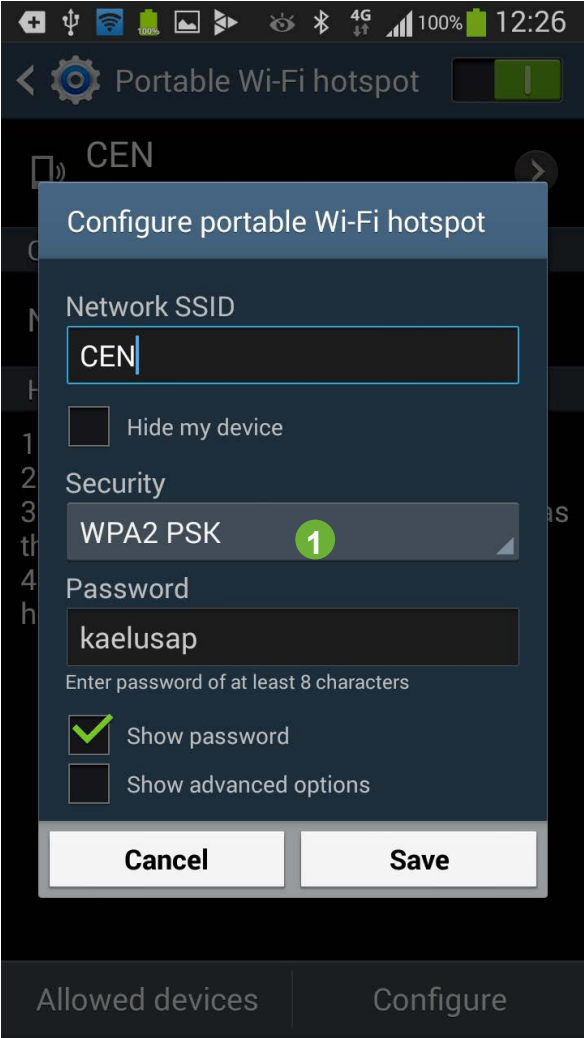 100% 4G 100% 12:26
Portable Wi-Fi hotspot
CEN
Configure portable Wi-Fi hotspot
Network SSID
CEN
Hide my device
Security
WPA2 PSK
1
Password
kaelusap
Enter password of at least 8 characters
Show password
Show advanced options
Cancel Save
Allowed devices Configure